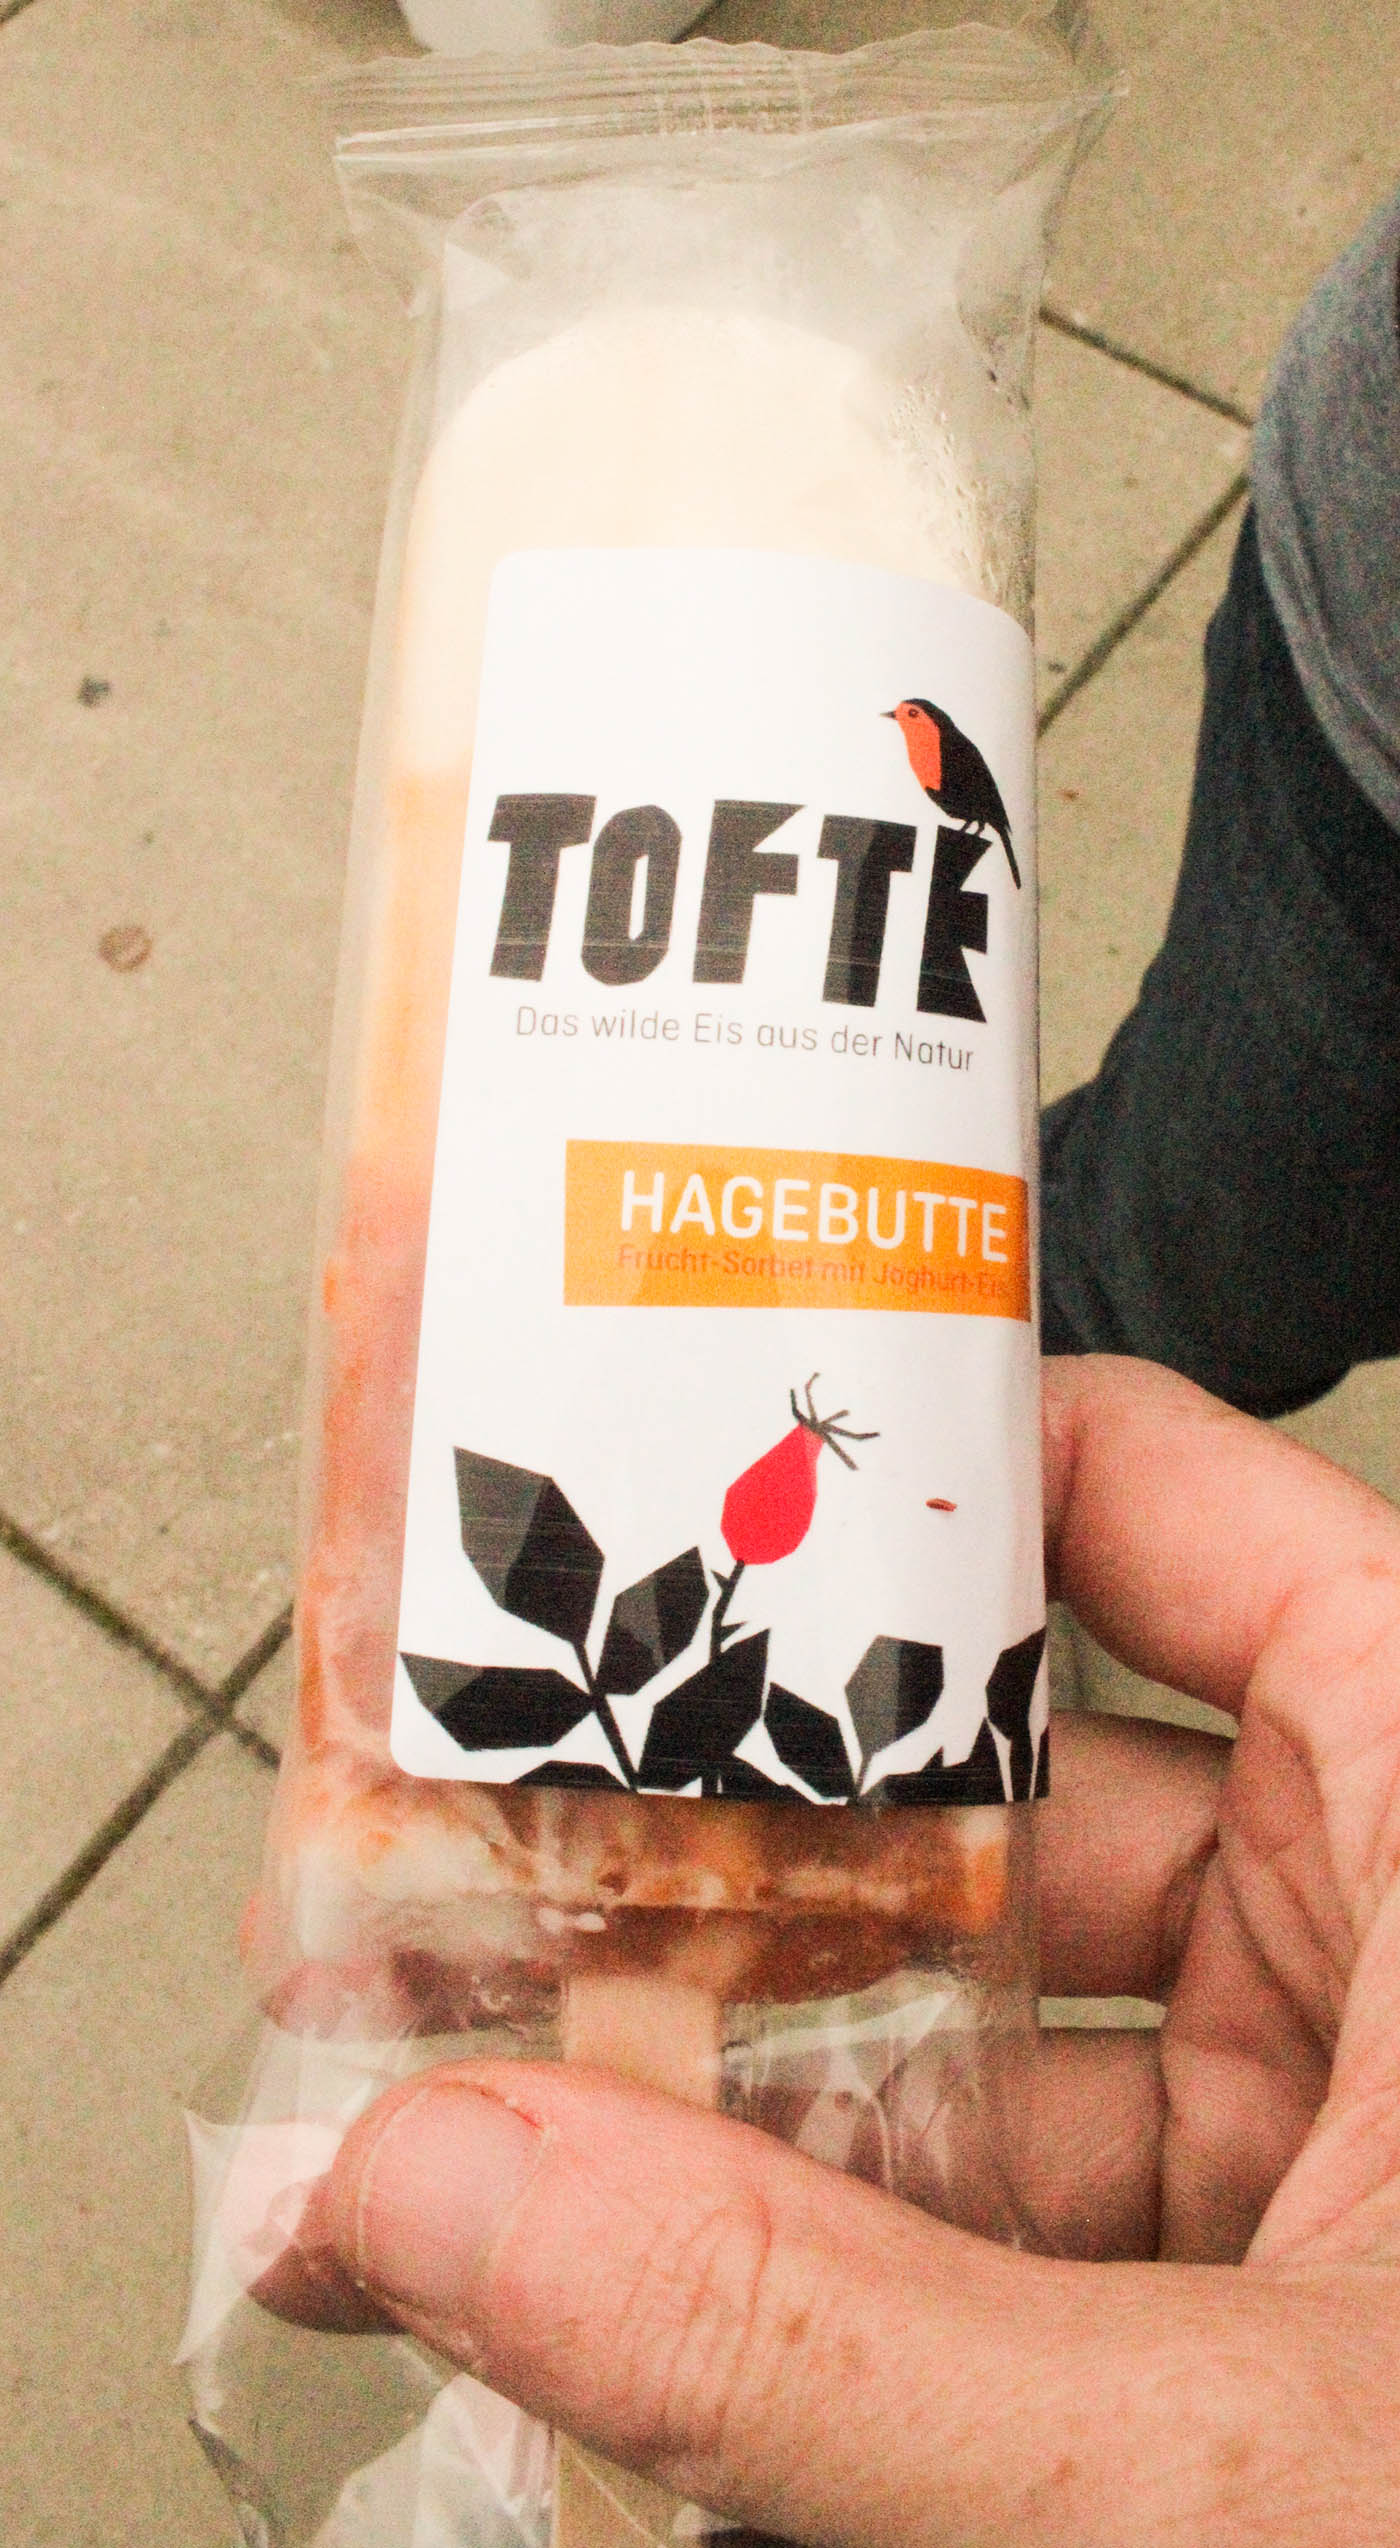 TOFTE
Das wilde Eis aus der Natur
HAGEBUTTE
Frucht-Sorbet mit Joghurt-Eis